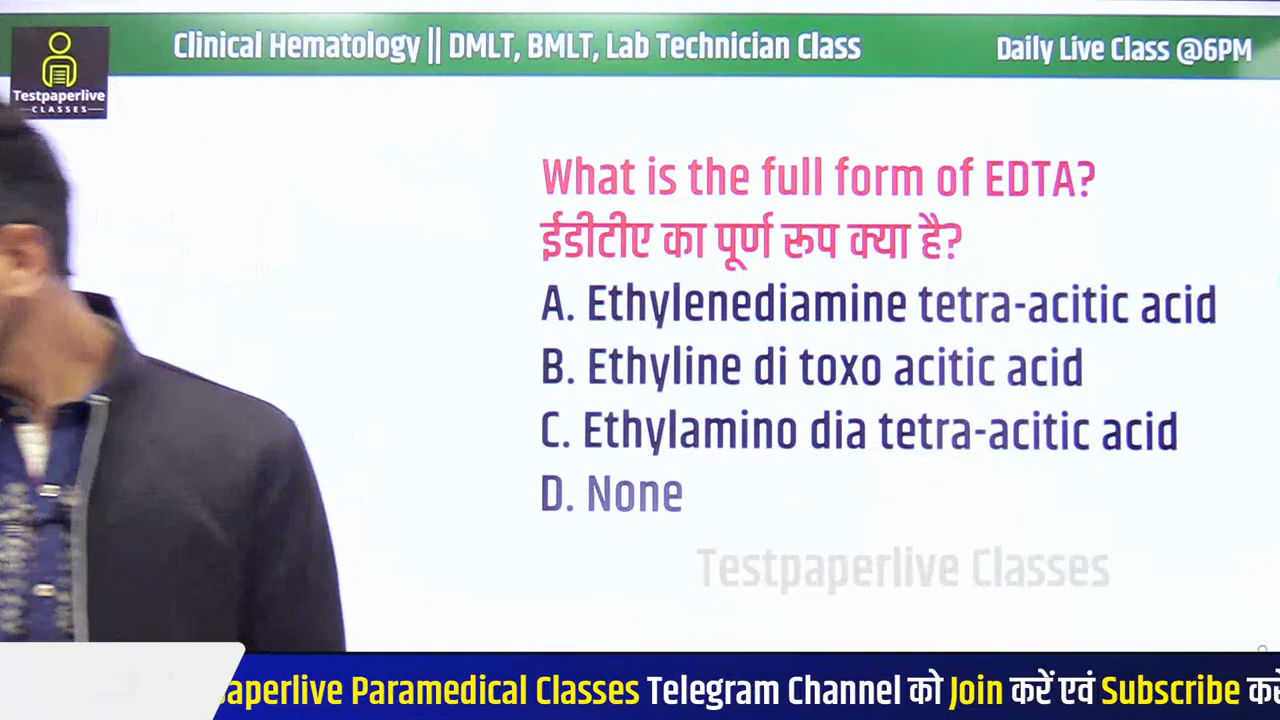 Testpaperlive
CLASSES
Clinical Hematology || DMLT, BMLT, Lab Technician Class
Daily Live Class @6PM
What is the full form of EDTA?
ईडीटीए का पूर्ण रूप क्या है?
A. Ethylenediamine tetra-acitic acid
B. Ethyline di toxo acitic acid
C. Ethylamino dia tetra-acitic acid
D. None
Testpaperlive Classes
Paramedical Classes Telegram Channel को Join करें एवं Subscribe